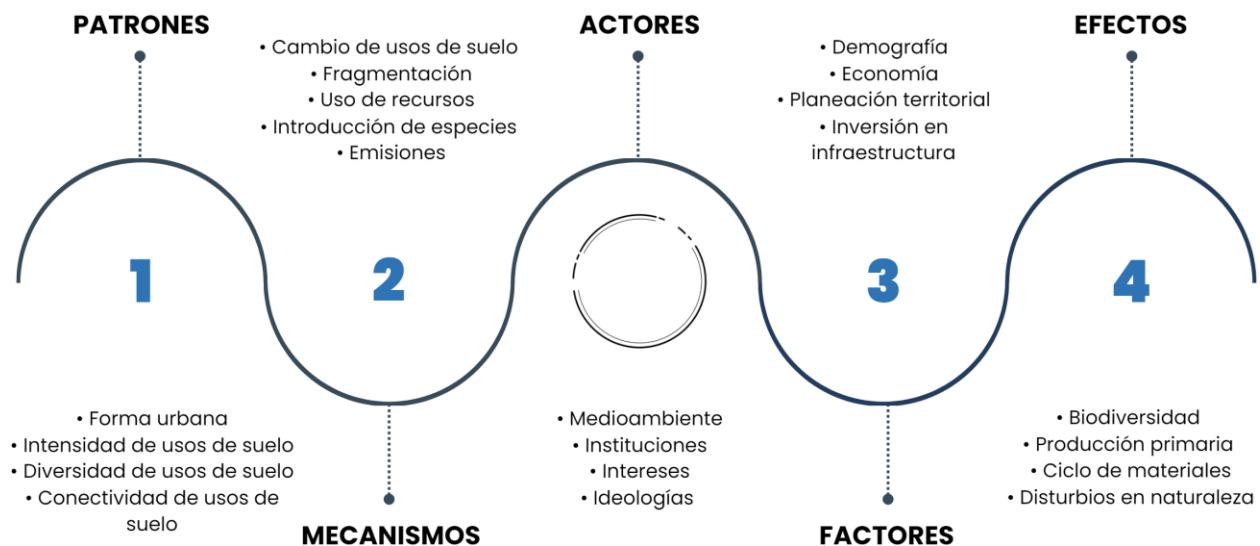 PATRONES
1
• Forma urbana
• Intensidad de usos de suelo
• Diversidad de usos de suelo
• Conectividad de usos de
suelo
• Cambio de usos de suelo
• Fragmentación
• Uso de recursos
• Introducción de especies
• Emisiones
2
MECANISMOS
ACTORES
• Medioambiente
• Instituciones
• Intereses
• Ideologías
• Demografía
• Economía
• Planeación territorial
• Inversión en
infraestructura
3
FACTORES
EFECTOS
4
• Biodiversidad
• Producción primaria
• Ciclo de materiales
• Disturbios en naturaleza